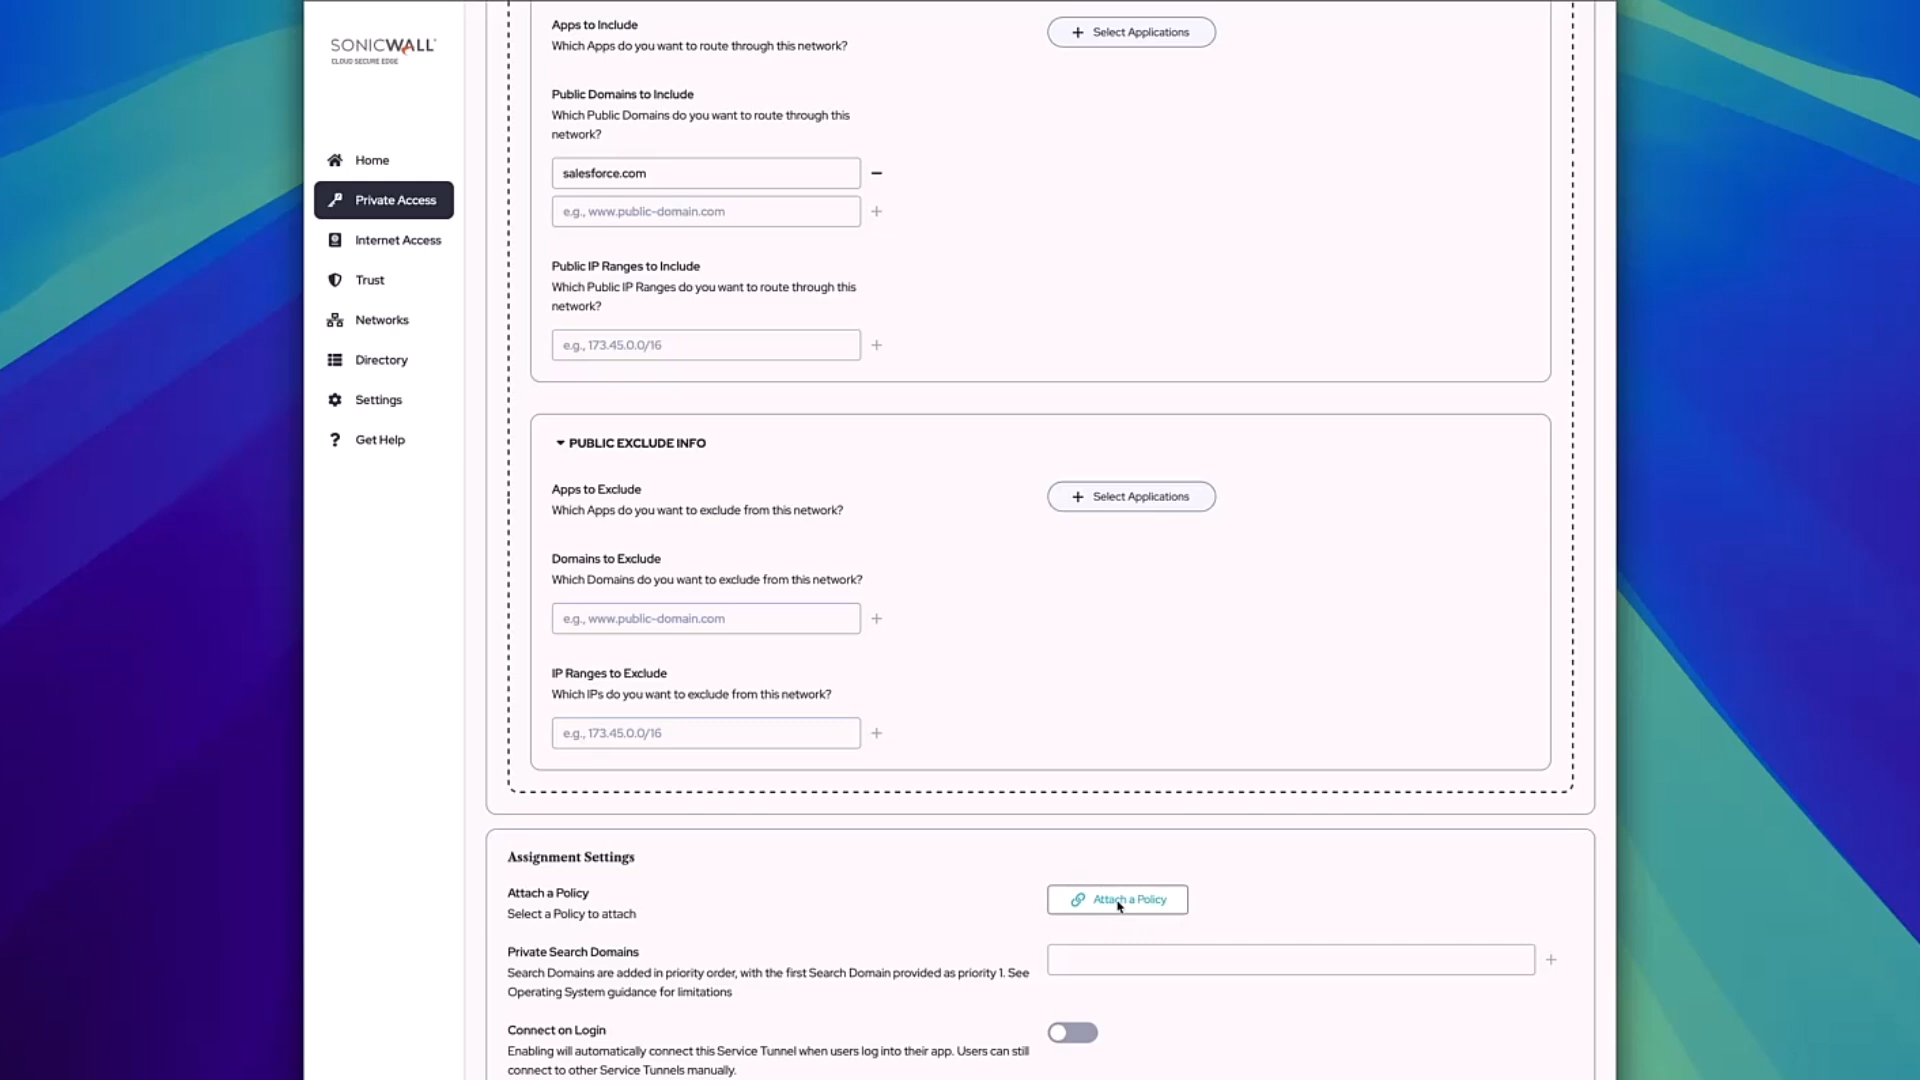 SONICWALL
CLOUD SECURE EDGE
Home
Private Access
Internet Access
Trust
Networks
Directory
Settings
? Get Help
Apps to Include
Which Apps do you want to route through this network?
+ Select Applications
Public Domains to Include
Which Public Domains do you want to route through this
network?
salesforce.com
e.g., www.public-domain.com
Public IP Ranges to Include
Which Public IP Ranges do you want to route through this
network?
e.g., 173.45.0.0/16
PUBLIC EXCLUDE INFO
Apps to Exclude
Which Apps do you want to exclude from this network?
+ Select Applications
Domains to Exclude
Which Domains do you want to exclude from this network?
e.g., www.public-domain.com
IP Ranges to Exclude
Which IPs do you want to exclude from this network?
e.g., 173.45.0.0/16
Assignment Settings
Attach a Policy
Select a Policy to attach
Attach a Policy
Private Search Domains
Search Domains are added in priority order, with the first Search Domain provided as priority 1. See
Operating System guidance for limitations
Connect on Login
Enabling will automatically connect this Service Tunnel when users log into their app. Users can still
connect to other Service Tunnels manually.